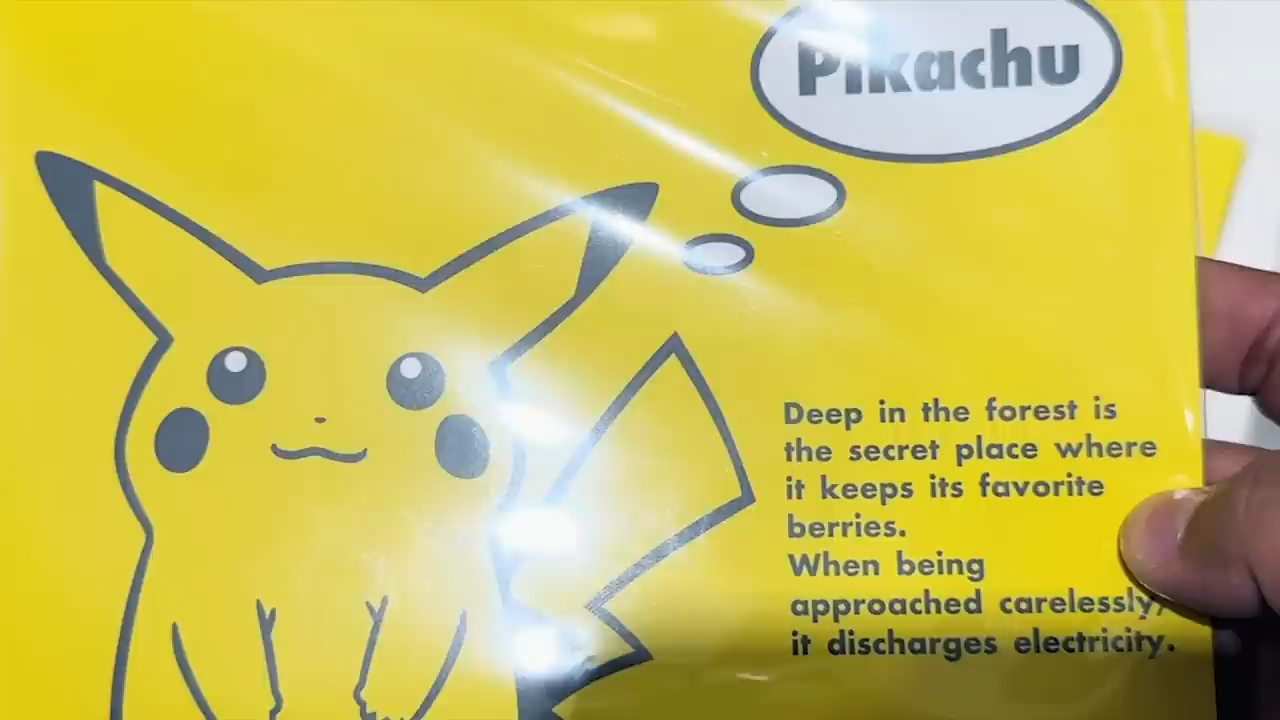 Pikachu
Deep in the forest is
the secret place where
it keeps its favorite
berries.
When being
approached carelessly,
it discharges electricity.